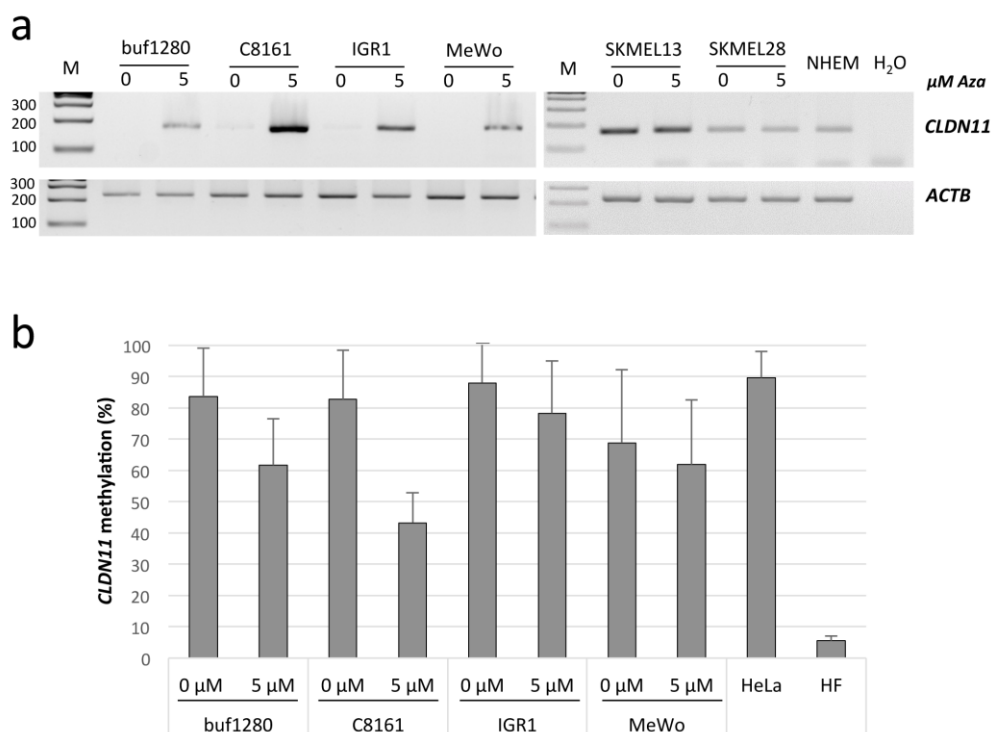 a
buf1280 C8161 IGR1 MeWo SKMEL13 SKMEL28
M 0 5 0 5 0 5 0 5 M 0 5 0 5 NHEM H₂O µM Aza
300
200
100
CLDN11
300
200
100
ACTB
b
CLDN11 methylation (%)
100
90
80
70
60
50
40
30
20
10
0
0 µM 5 µM 0 µM 5 µM 0 µM 5 µM 0 µM 5 µM HeLa HF
buf1280 C8161 IGR1 MeWo